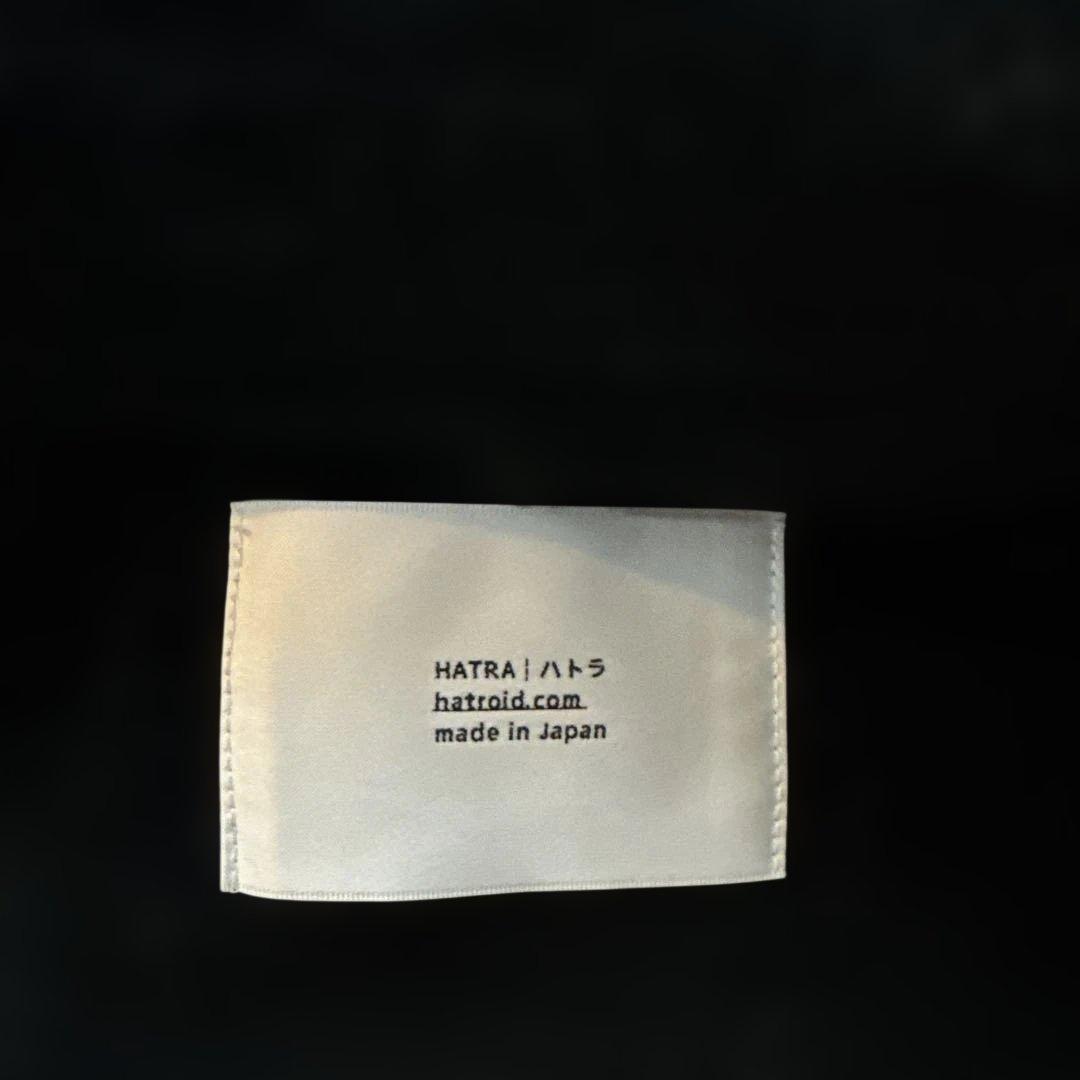 HATRA | ハトラ
hatroid.com
made in Japan